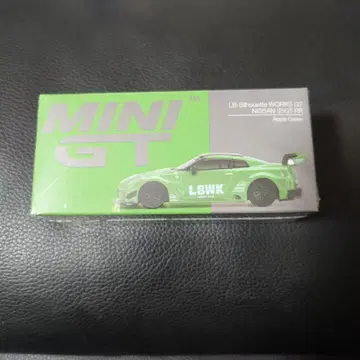 MINI
GT
LB-Silhouette WORKS GT
NISSAN 35GT-RR
Apple Green
LBWK